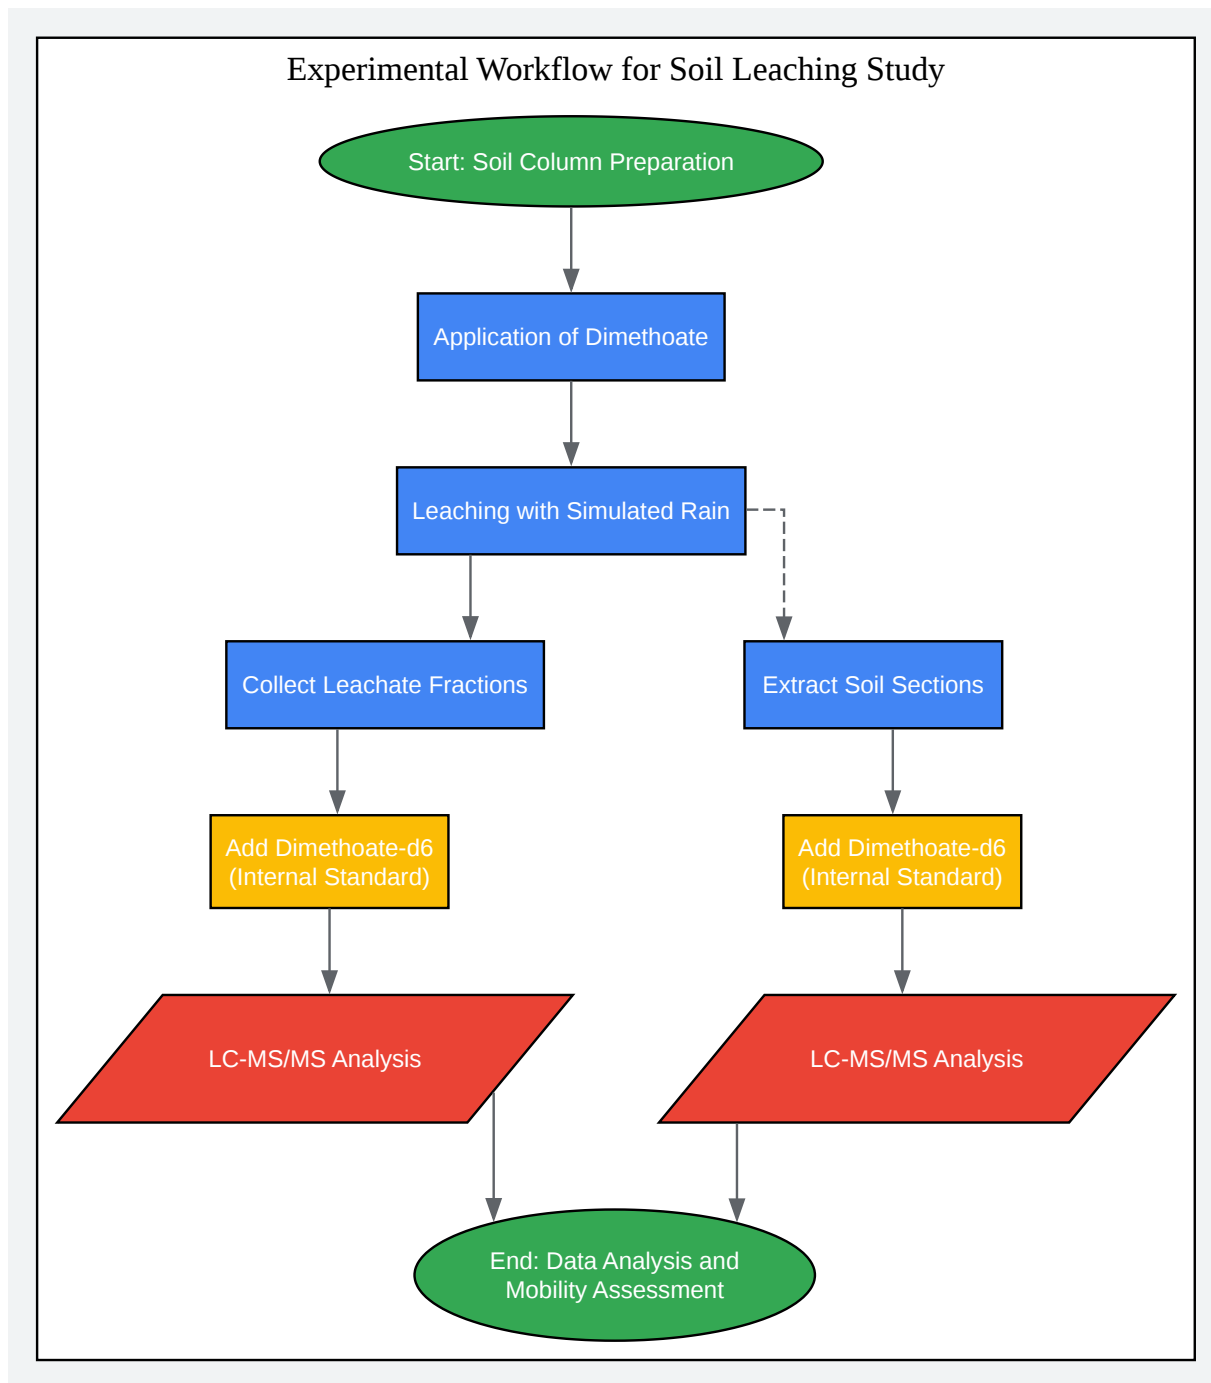 Experimental Workflow for Soil Leaching Study
Start: Soil Column Preparation
Application of Dimethoate
Leaching with Simulated Rain
Collect Leachate Fractions
Extract Soil Sections
Add Dimethoate-d6
(Internal Standard)
Add Dimethoate-d6
(Internal Standard)
LC-MS/MS Analysis
LC-MS/MS Analysis
End: Data Analysis and
Mobility Assessment